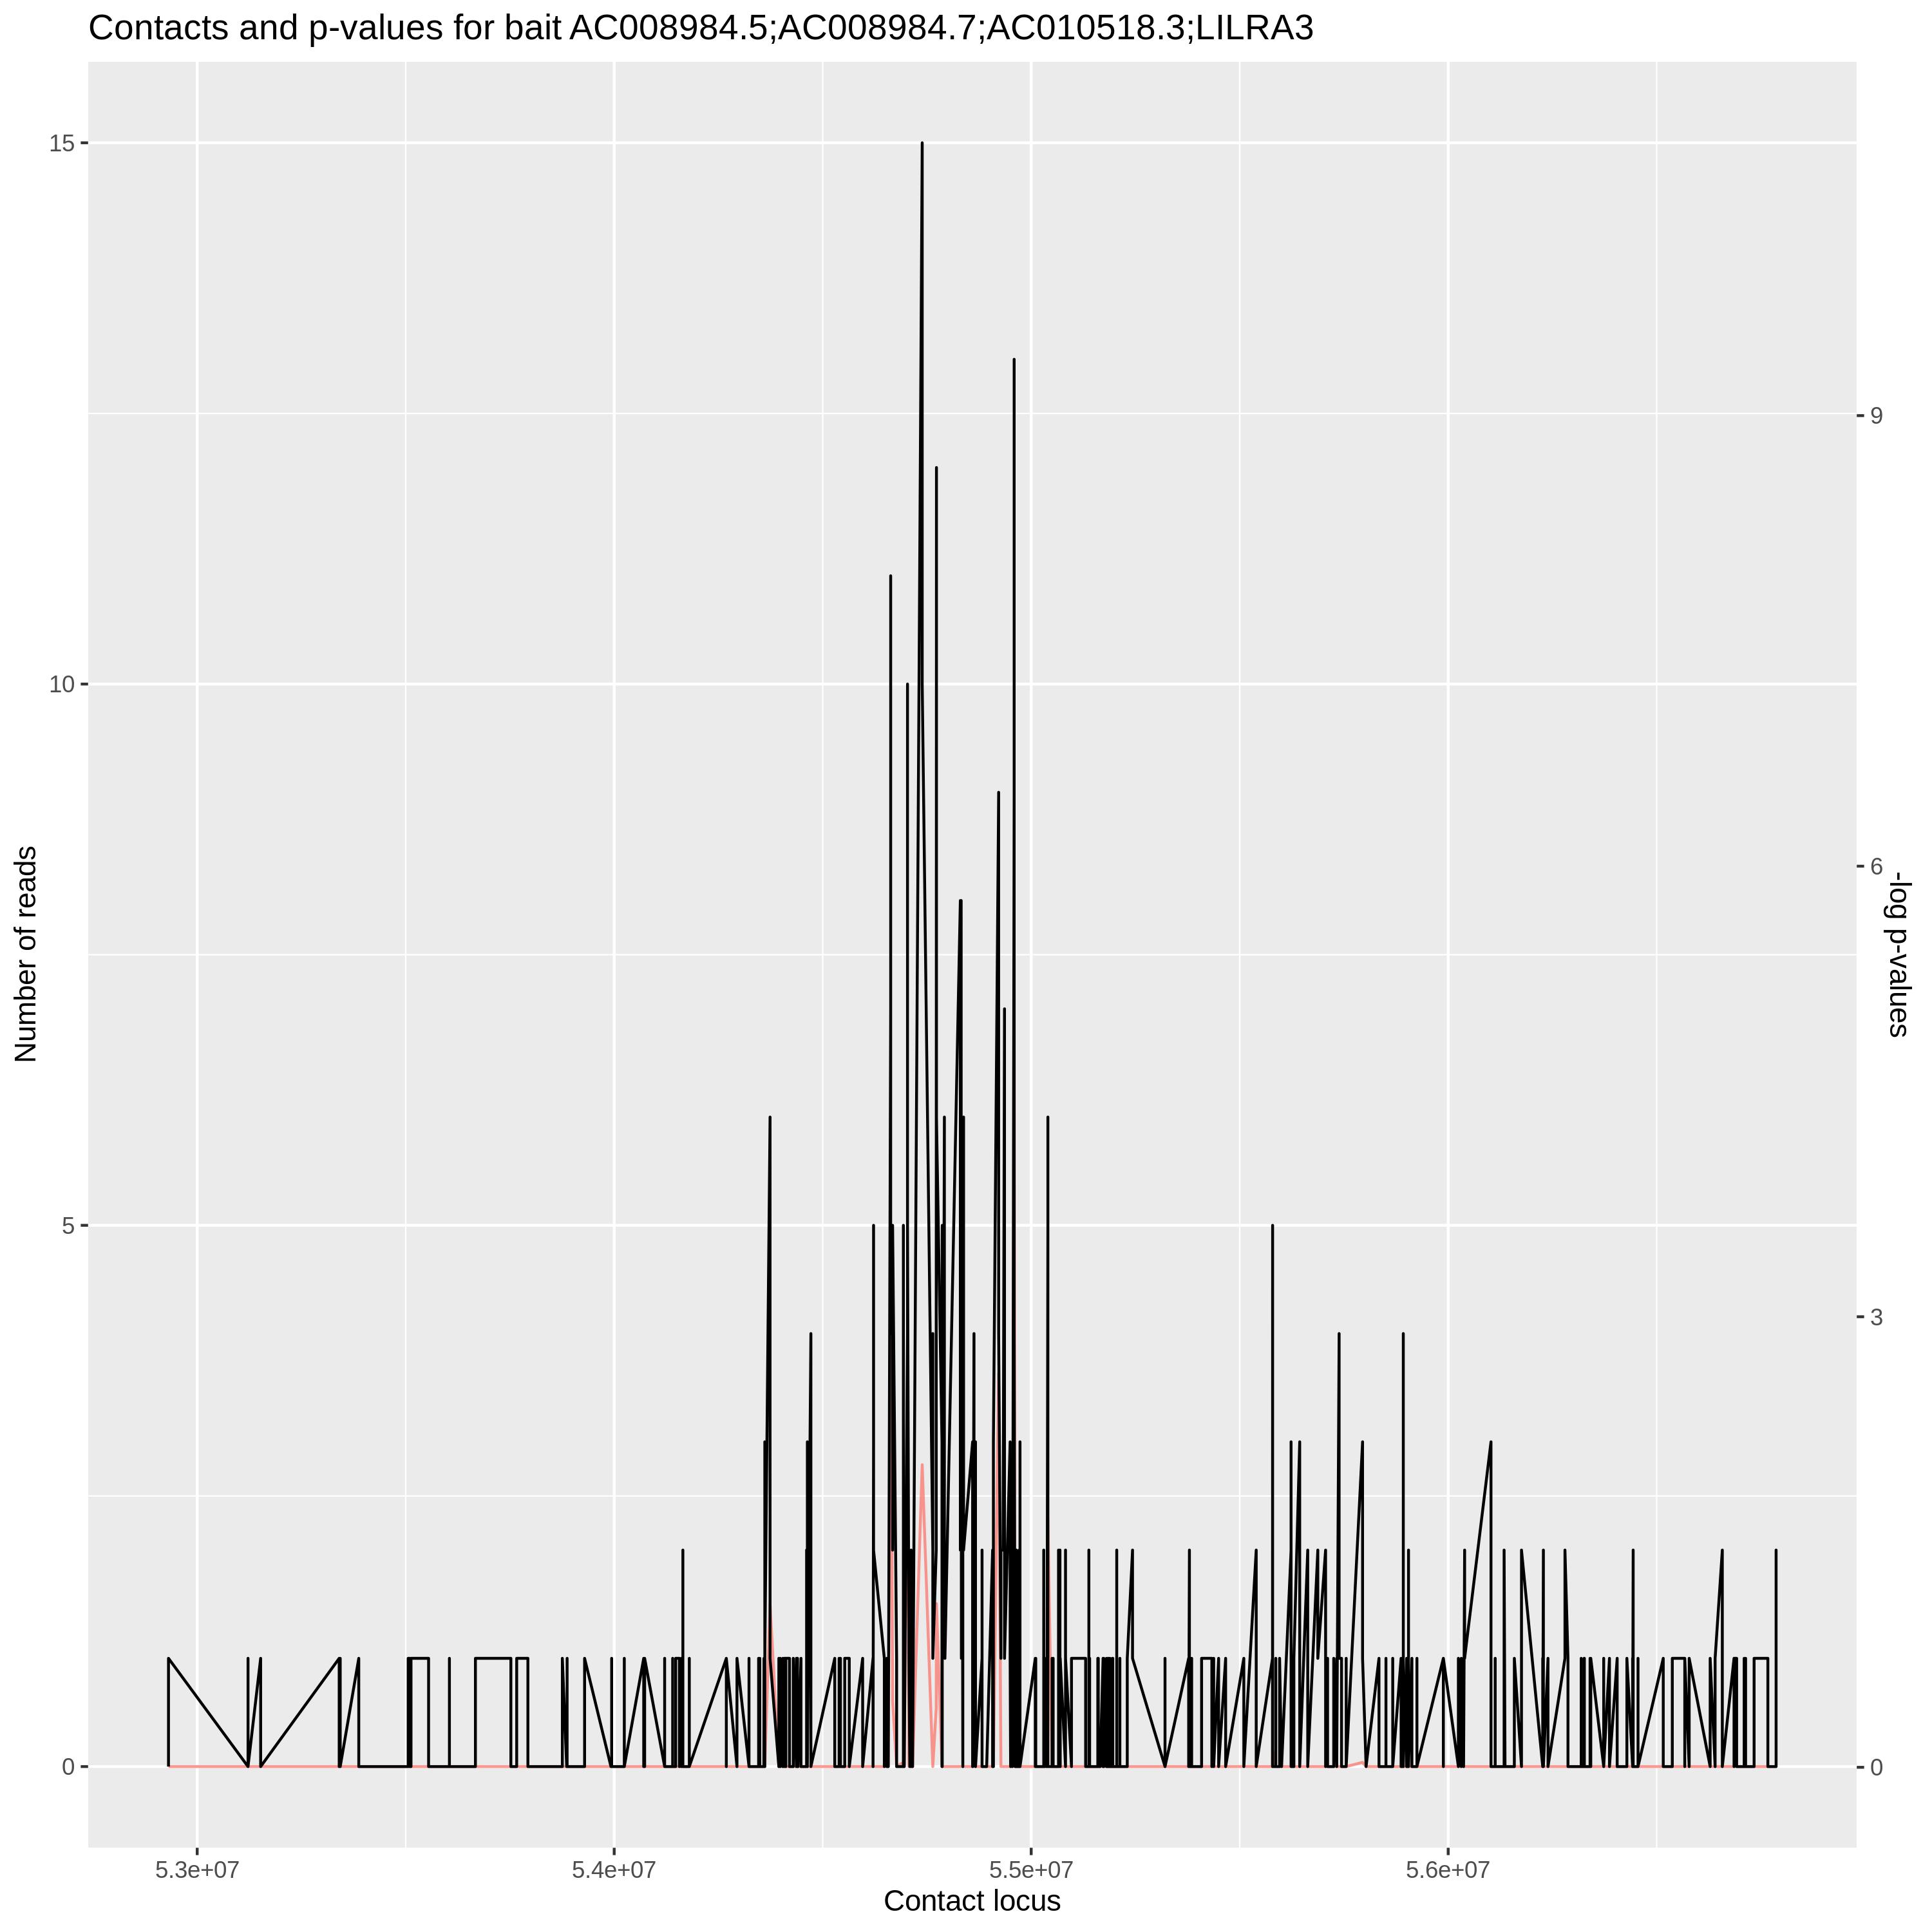 Contacts and p-values for bait AC008984.5;AC008984.7;AC010518.3;LILRA3
15
10
5
0
Number of reads
9
6
3
0
-log p-values
5.3e+07
5.4e+07
5.5e+07
5.6e+07
Contact locus